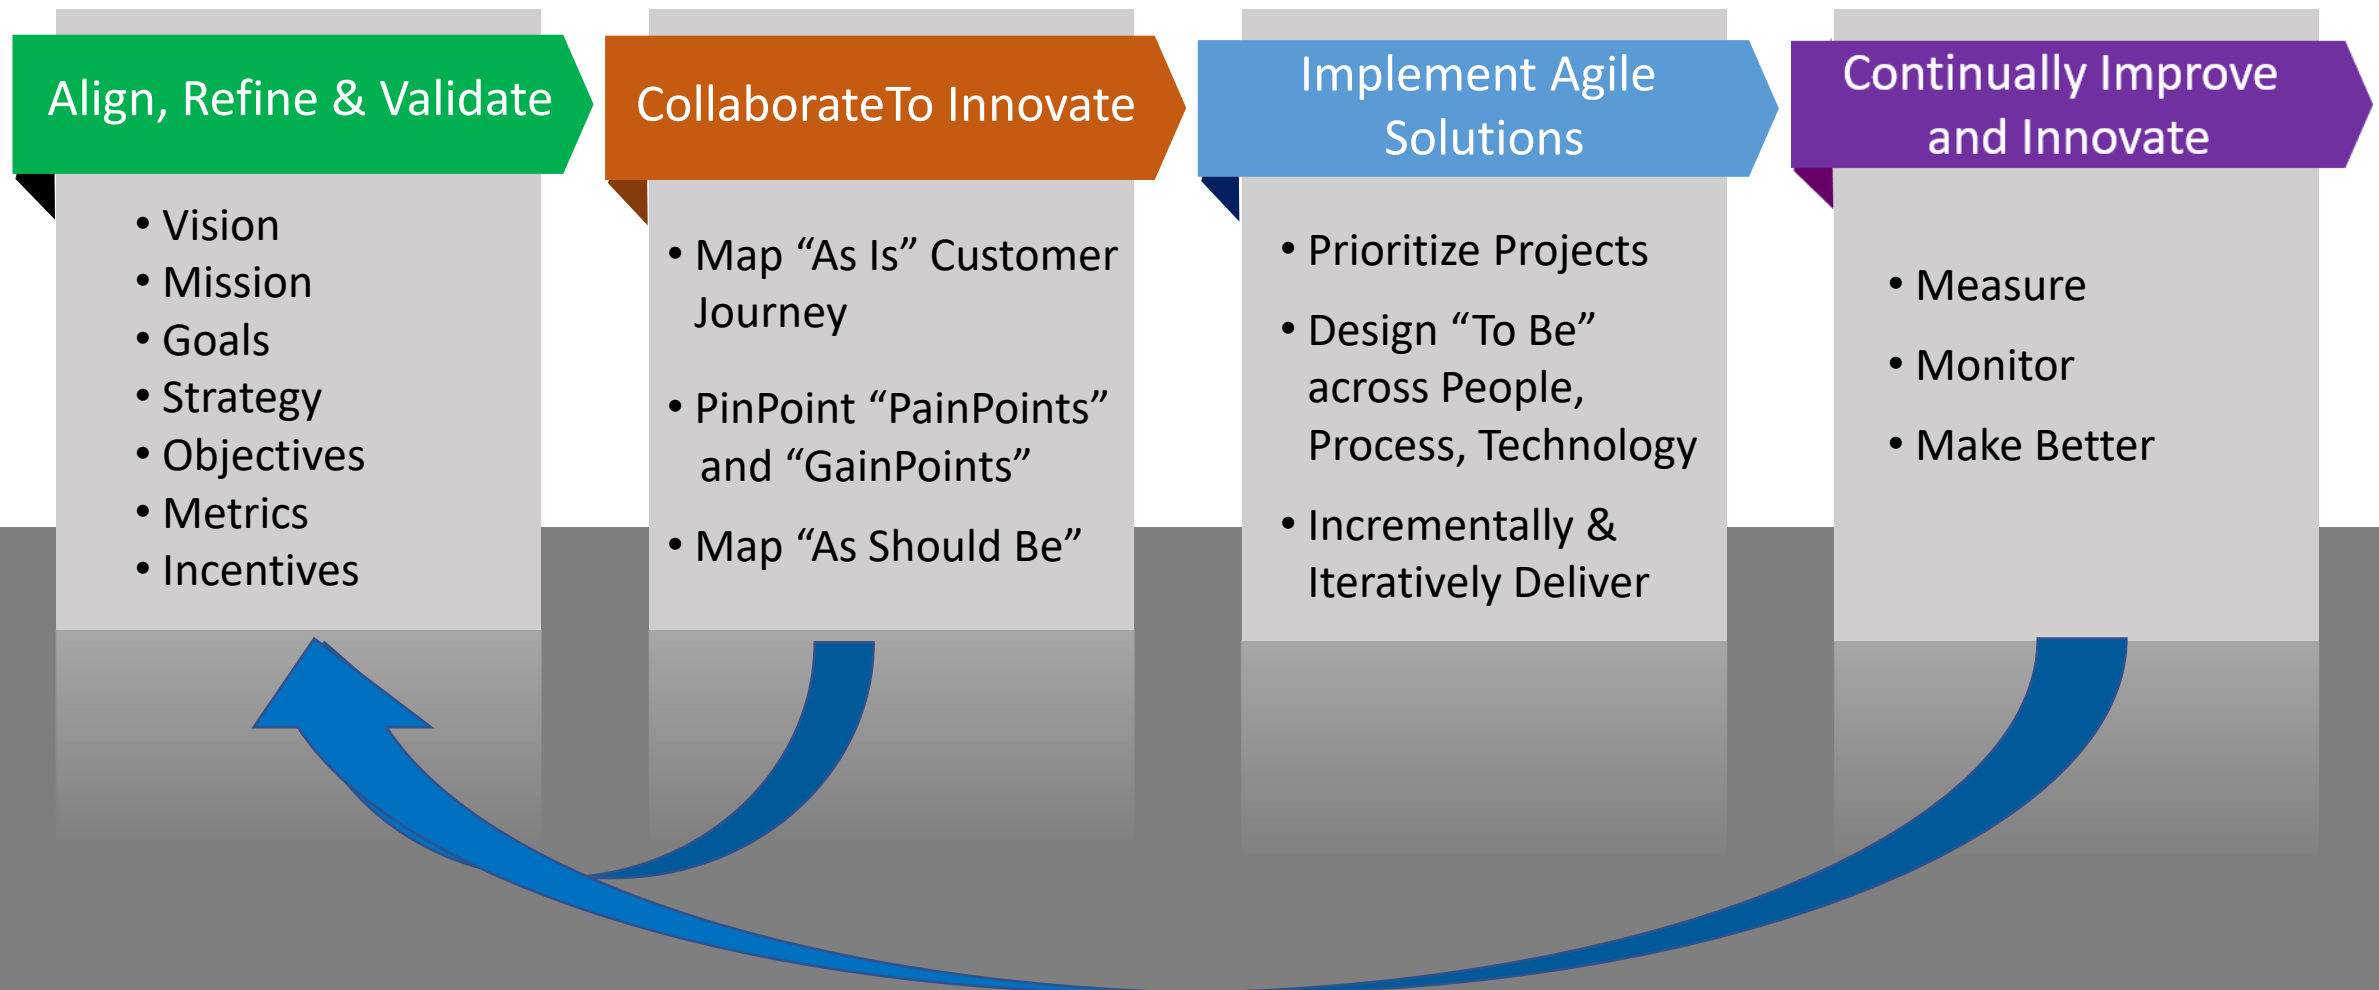 Align, Refine & Validate
• Vision
• Mission
• Goals
• Strategy
• Objectives
• Metrics
• Incentives
CollaborateTo Innovate
• Map “As Is” Customer
Journey
• PinPoint “PainPoints”
and “GainPoints”
• Map “As Should Be”
Implement Agile
Solutions
• Prioritize Projects
• Design “To Be”
across People,
Process, Technology
• Incrementally &
Iteratively Deliver
Continually Improve
and Innovate
• Measure
• Monitor
• Make Better